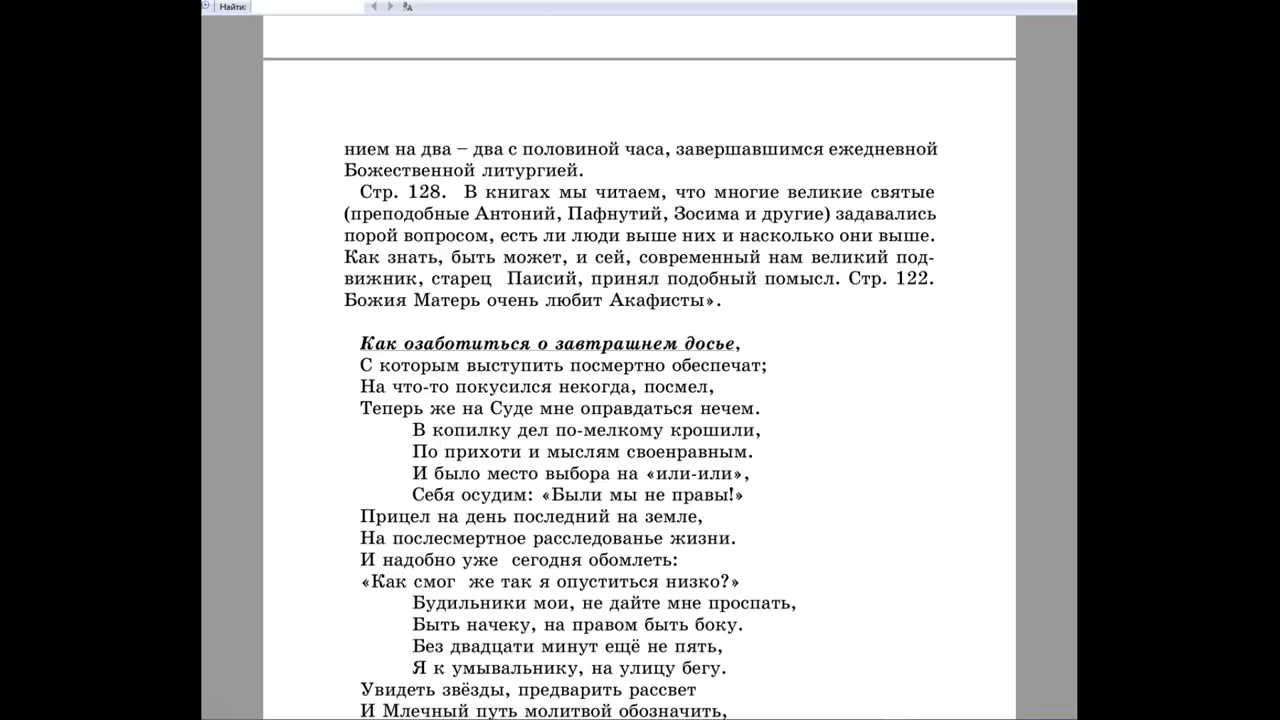 Найти:
нием на два – два с половиной часа, завершавшимся ежедневной
Божественной литургией.
Стр. 128. В книгах мы читаем, что многие великие святые
(преподобные Антоний, Пафнутий, Зосима и другие) задавались
порой вопросом, есть ли люди выше них и насколько они выше.
Как знать, быть может, и сей, современный нам великий под-
вижник, старец Паисий, принял подобный помысл. Стр. 122.
Божия Матерь очень любит Акафисты».
Как озаботиться о завтрашнем досье,
С которым выступить посмертно обеспечат;
На что-то покусился некогда, посмел,
Теперь же на Суде мне оправдаться нечем.
В копилку дел по-мелкому крошили,
По прихоти и мыслям своенравным.
И было место выбора на «или-или»,
Себя осудим: «Были мы не правы!»
Прицел на день последний на земле,
На послесмертное расследованье жизни.
И надобно уже сегодня обомлеть:
«Как смог же так я опуститься низко?»
Будильники мои, не дайте мне проспать,
Быть начеку, на правом быть боку.
Без двадцати минут ещё не пять,
Я к умывальнику, на улицу бегу.
Увидеть звёзды, предварить рассвет
И Млечный путь молитвой обозначить,